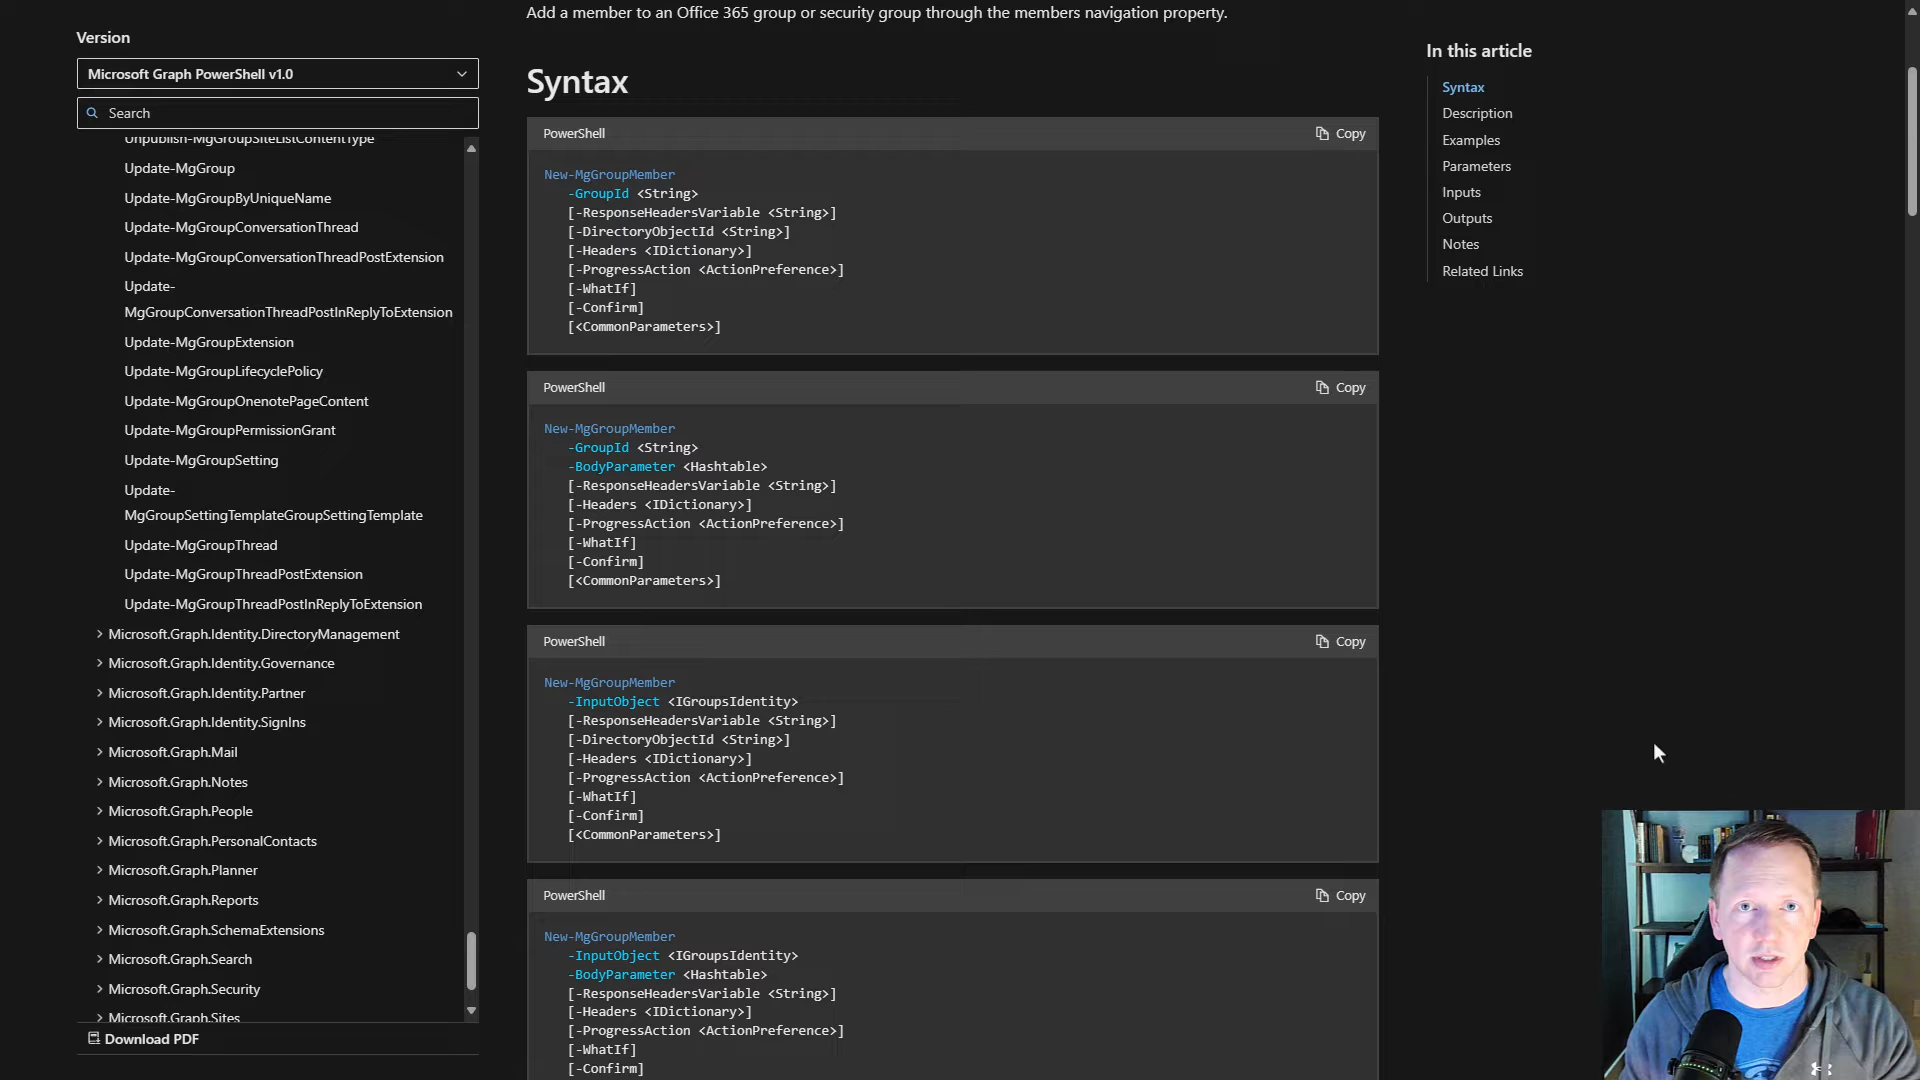 Version
Microsoft Graph PowerShell v1.0
Search
Unpublish-MgGroupSiteListContentType
Update-MgGroup
Update-MgGroupByUniqueName
Update-MgGroupConversationThread
Update-MgGroupConversationThreadPostExtension
Update-
MgGroupConversationThreadPostInReplyToExtension
Update-MgGroupExtension
Update-MgGroupLifecyclePolicy
Update-MgGroupOnenotePageContent
Update-MgGroupPermissionGrant
Update-MgGroupSetting
Update-
MgGroupSettingTemplateGroupSettingTemplate
Update-MgGroupThread
Update-MgGroupThreadPostExtension
Update-MgGroupThreadPostInReplyToExtension
Microsoft.Graph.Identity.DirectoryManagement
Microsoft.Graph.Identity.Governance
Microsoft.Graph.Identity.Partner
Microsoft.Graph.Identity.SignIns
Microsoft.Graph.Mail
Microsoft.Graph.Notes
Microsoft.Graph.People
Microsoft.Graph.PersonalContacts
Microsoft.Graph.Planner
Microsoft.Graph.Reports
Microsoft.Graph.SchemaExtensions
Microsoft.Graph.Search
Microsoft.Graph.Security
Microsoft.Graph.Sites
Download PDF
Add a member to an Office 365 group or security group through the members navigation property.
Syntax
PowerShell Copy
New-MgGroupMember
-GroupId <String>
[-ResponseHeadersVariable <String>]
[-DirectoryObjectId <String>]
[-Headers <IDictionary>]
[-ProgressAction <ActionPreference>]
[-WhatIf]
[-Confirm]
[<CommonParameters>]
PowerShell Copy
New-MgGroupMember
-GroupId <String>
-BodyParameter <Hashtable>
[-ResponseHeadersVariable <String>]
[-Headers <IDictionary>]
[-ProgressAction <ActionPreference>]
[-WhatIf]
[-Confirm]
[<CommonParameters>]
PowerShell Copy
New-MgGroupMember
-InputObject <IGroupsIdentity>
[-ResponseHeadersVariable <String>]
[-DirectoryObjectId <String>]
[-Headers <IDictionary>]
[-ProgressAction <ActionPreference>]
[-WhatIf]
[-Confirm]
[<CommonParameters>]
PowerShell Copy
New-MgGroupMember
-InputObject <IGroupsIdentity>
-BodyParameter <Hashtable>
[-ResponseHeadersVariable <String>]
[-Headers <IDictionary>]
[-ProgressAction <ActionPreference>]
[-WhatIf]
[-Confirm]
In this article
Syntax
Description
Examples
Parameters
Inputs
Outputs
Notes
Related Links